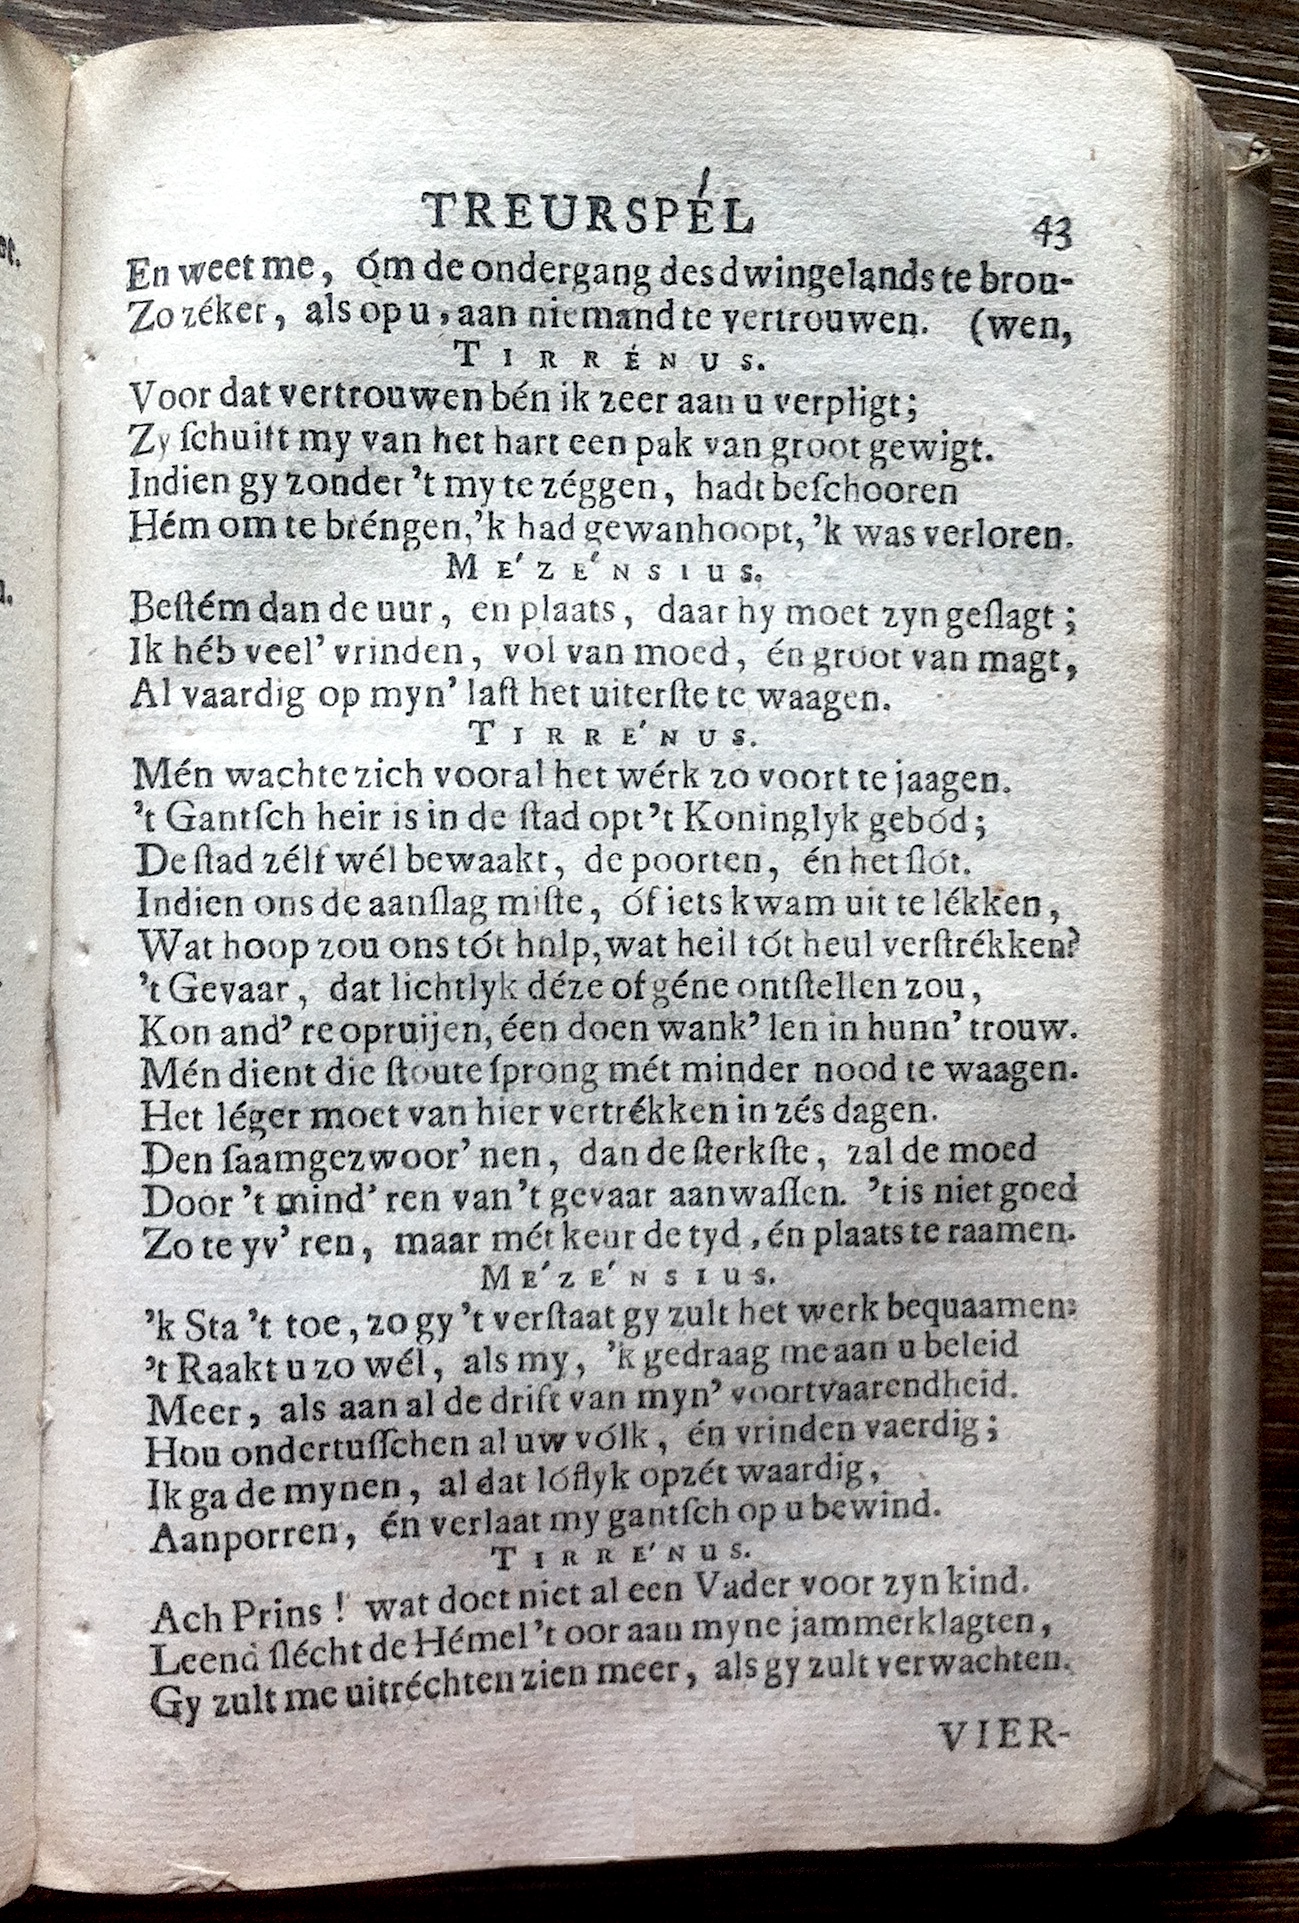 TREURSPÉL 43
En weet me, óm de ondergang des dwingelands te brou-
Zo zéker, als op u, aan niemand te vertrouwen. (wen,
TIRRÉNUS.
Voor dat vertrouwen bén ik zeer aan u verpligt;
Zy ſchuift my van het hart een pak van groot gewigt.
Indien gy zonder 't my te zéggen, hadt beſchooren
Hém om te bréngen, 'k had gewanhoopt, 'k was verloren.
ME'ZE'NSIUS.
Beſtém dan de uur, en plaats, daar hy moet zyn geſlagt;
Ik héb veel' vrinden, vol van moed, én groot van magt,
Al vaardig op myn' laſt het uiterſte te waagen.
TIRRE'NUS.
Mén wachte zich vooral het wérk zo voort te jaagen.
't Gantſch heir is in de ſtad opt 't Koninglyk gebód;
De ſtad zélf wél bewaakt, de poorten, én het ſlót.
Indien ons de aanſlag miſte, óf iets kwam uit te lékken,
Wat hoop zou ons tót hulp, wat heil tót heul verſtrékken?
't Gevaar, dat lichtlyk déze of géne ontſtellen zou,
Kon and're opruijen, éen doen wank'len in hunn' trouw.
Mén dient die ſtoute ſprong mét minder nood te waagen.
Het léger moet van hier vertrékken in zés dagen.
Den ſaamgezwoor'nen, dan de ſterkſte, zal de moed
Door 't mind'ren van 't gevaar aanwaſſen. 't is niet goed
Zo te yv'ren, maar mét keur de tyd, én plaats te raamen.
ME'ZE'NSIUS.
'k Sta 't toe, zo gy 't verſtaat gy zult het werk bequaamen:
't Raakt u zo wél, als my, 'k gedraag me aan u beleid
Meer, als aan al de drift van myn' voortvaarendheid.
Hou ondertuſſchen al uw vólk, én vrinden vaerdig;
Ik ga de mynen, al dat lóflyk opzét waardig,
Aanporren, én verlaat my gantſch op u bewind.
TIRRE'NUS.
Ach Prins! wat doet niet al een Vader voor zyn kind.
Leend ſlécht de Hémel 't oor aan myne jammerklagten,
Gy zult me uitréchten zien meer, als gy zult verwachten.
VIER-